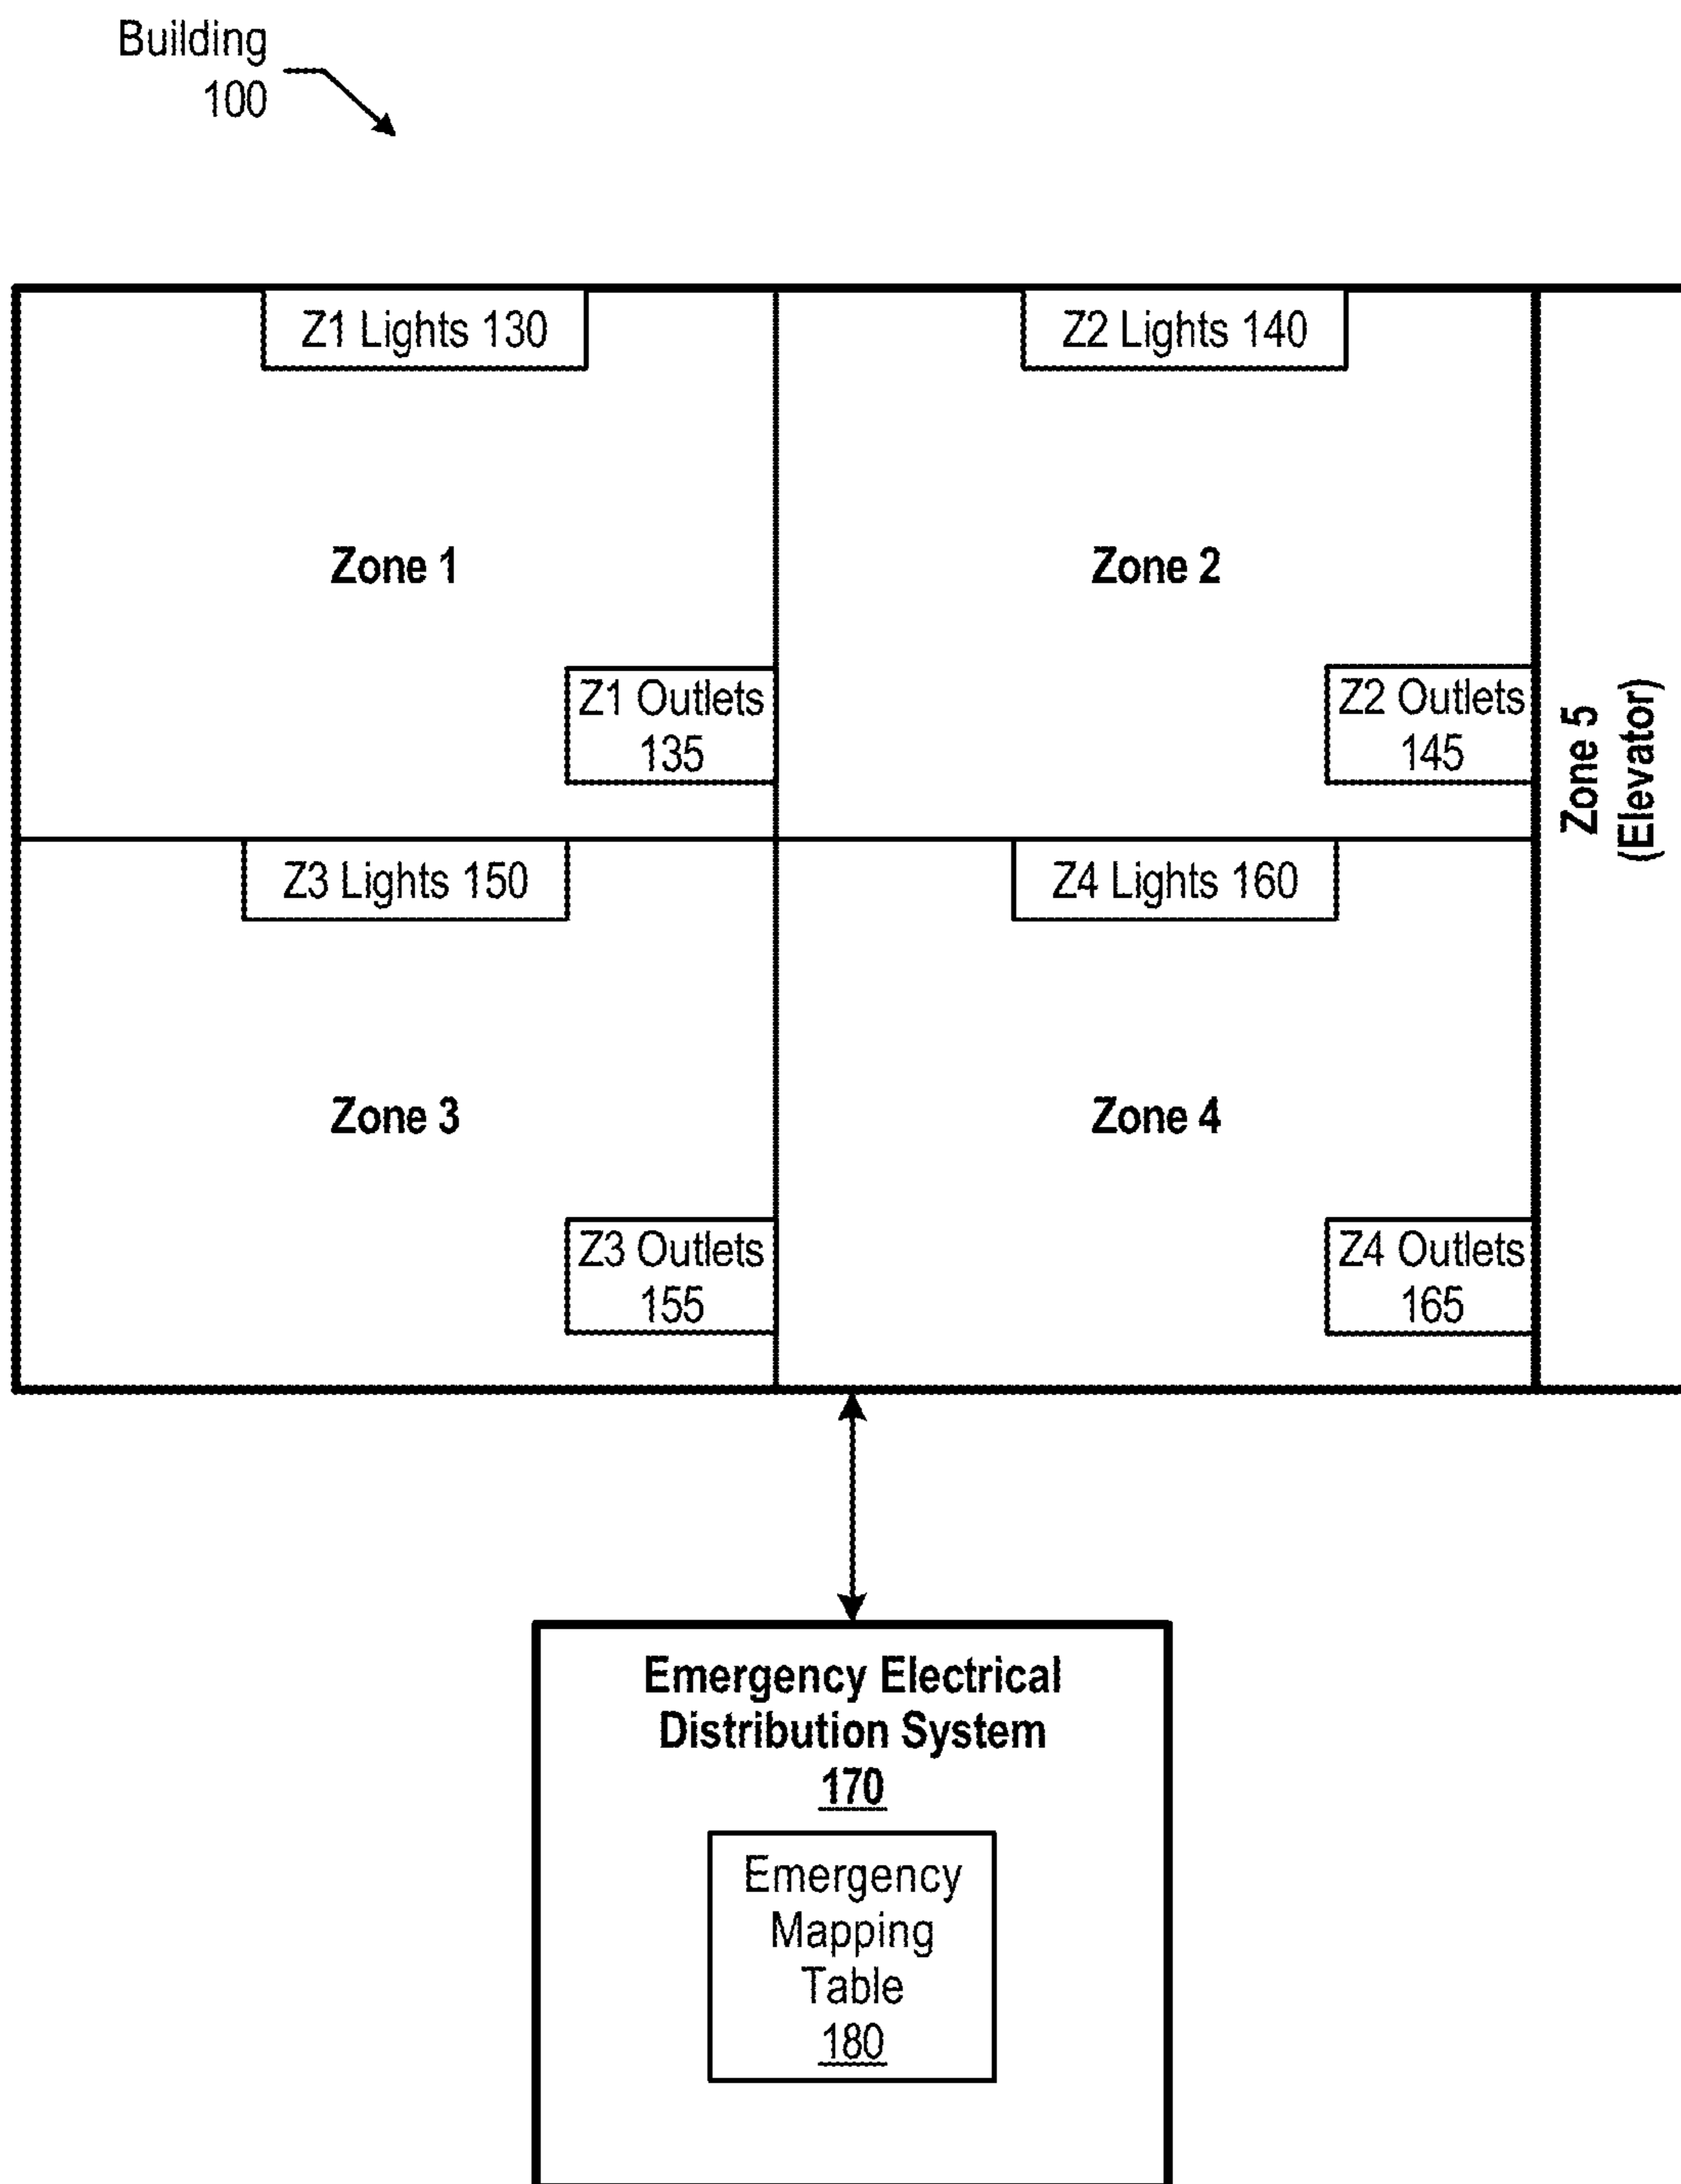 Building
100
Z1 Lights 130
Z2 Lights 140
Zone 1
Zone 2
Z1 Outlets
135
Z2 Outlets
145
Zone 5
(Elevator)
Z3 Lights 150
Z4 Lights 160
Zone 3
Zone 4
Z3 Outlets
155
Z4 Outlets
165
Emergency Electrical
Distribution System
170
Emergency
Mapping
Table
180